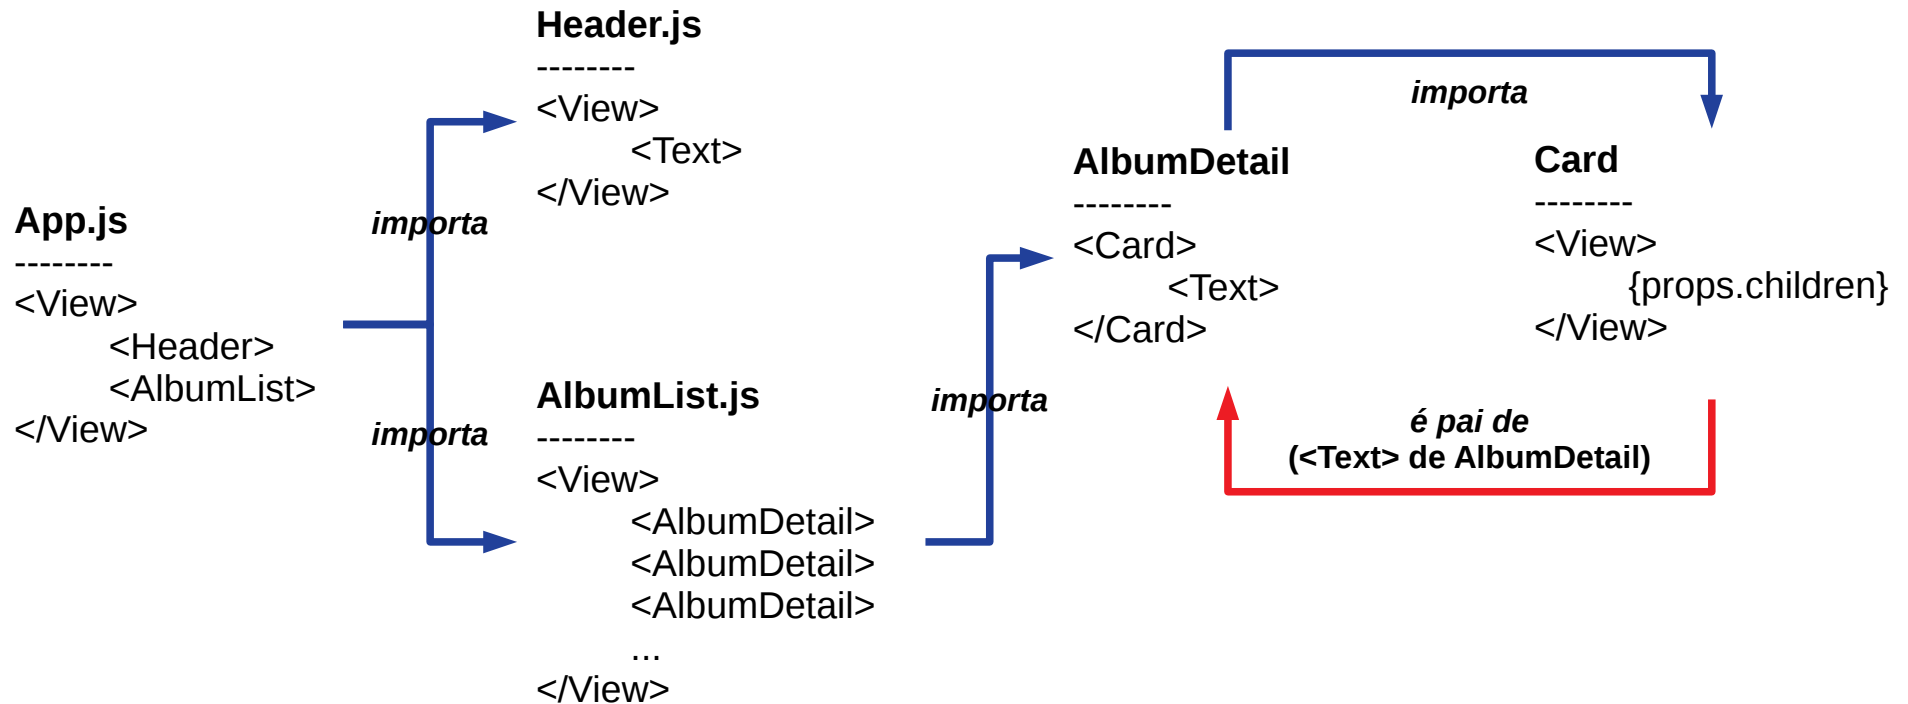 App.js
--------
<View>
<Header>
<AlbumList>
</View>
importa
importa
Header.js
--------
<View>
<Text>
</View>
AlbumList.js
--------
<View>
<AlbumDetail>
<AlbumDetail>
<AlbumDetail>
...
</View>
importa
AlbumDetail
--------
<Card>
<Text>
</Card>
importa
Card
--------
<View>
{props.children}
</View>
é pai de
(<Text> de AlbumDetail)